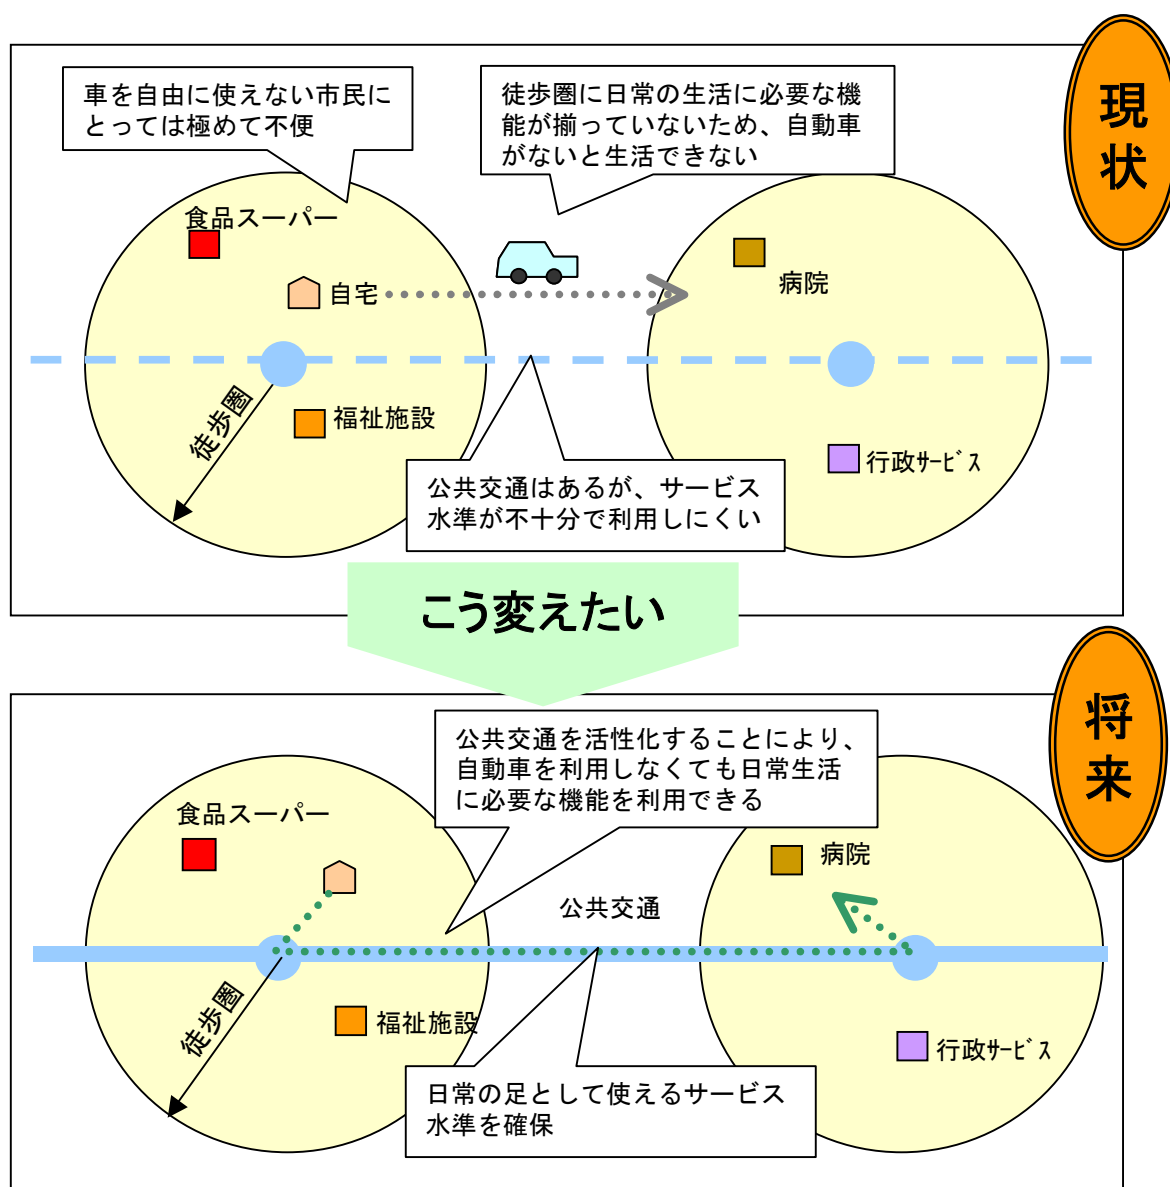 現状
車を自由に使えない市民に
とっては極めて不便
徒歩圏に日常の生活に必要な機
能が揃っていないため、自動車
がないと生活できない
食品スーパー
自宅
病院
徒歩圏
福祉施設
行政ｻｰﾋﾞｽ
公共交通はあるが、サービス
水準が不十分で利用しにくい
こう変えたい
将来
公共交通を活性化することにより、
自動車を利用しなくても日常生活
に必要な機能を利用できる
食品スーパー
病院
公共交通
徒歩圏
福祉施設
行政ｻｰﾋﾞｽ
日常の足として使えるサービス
水準を確保